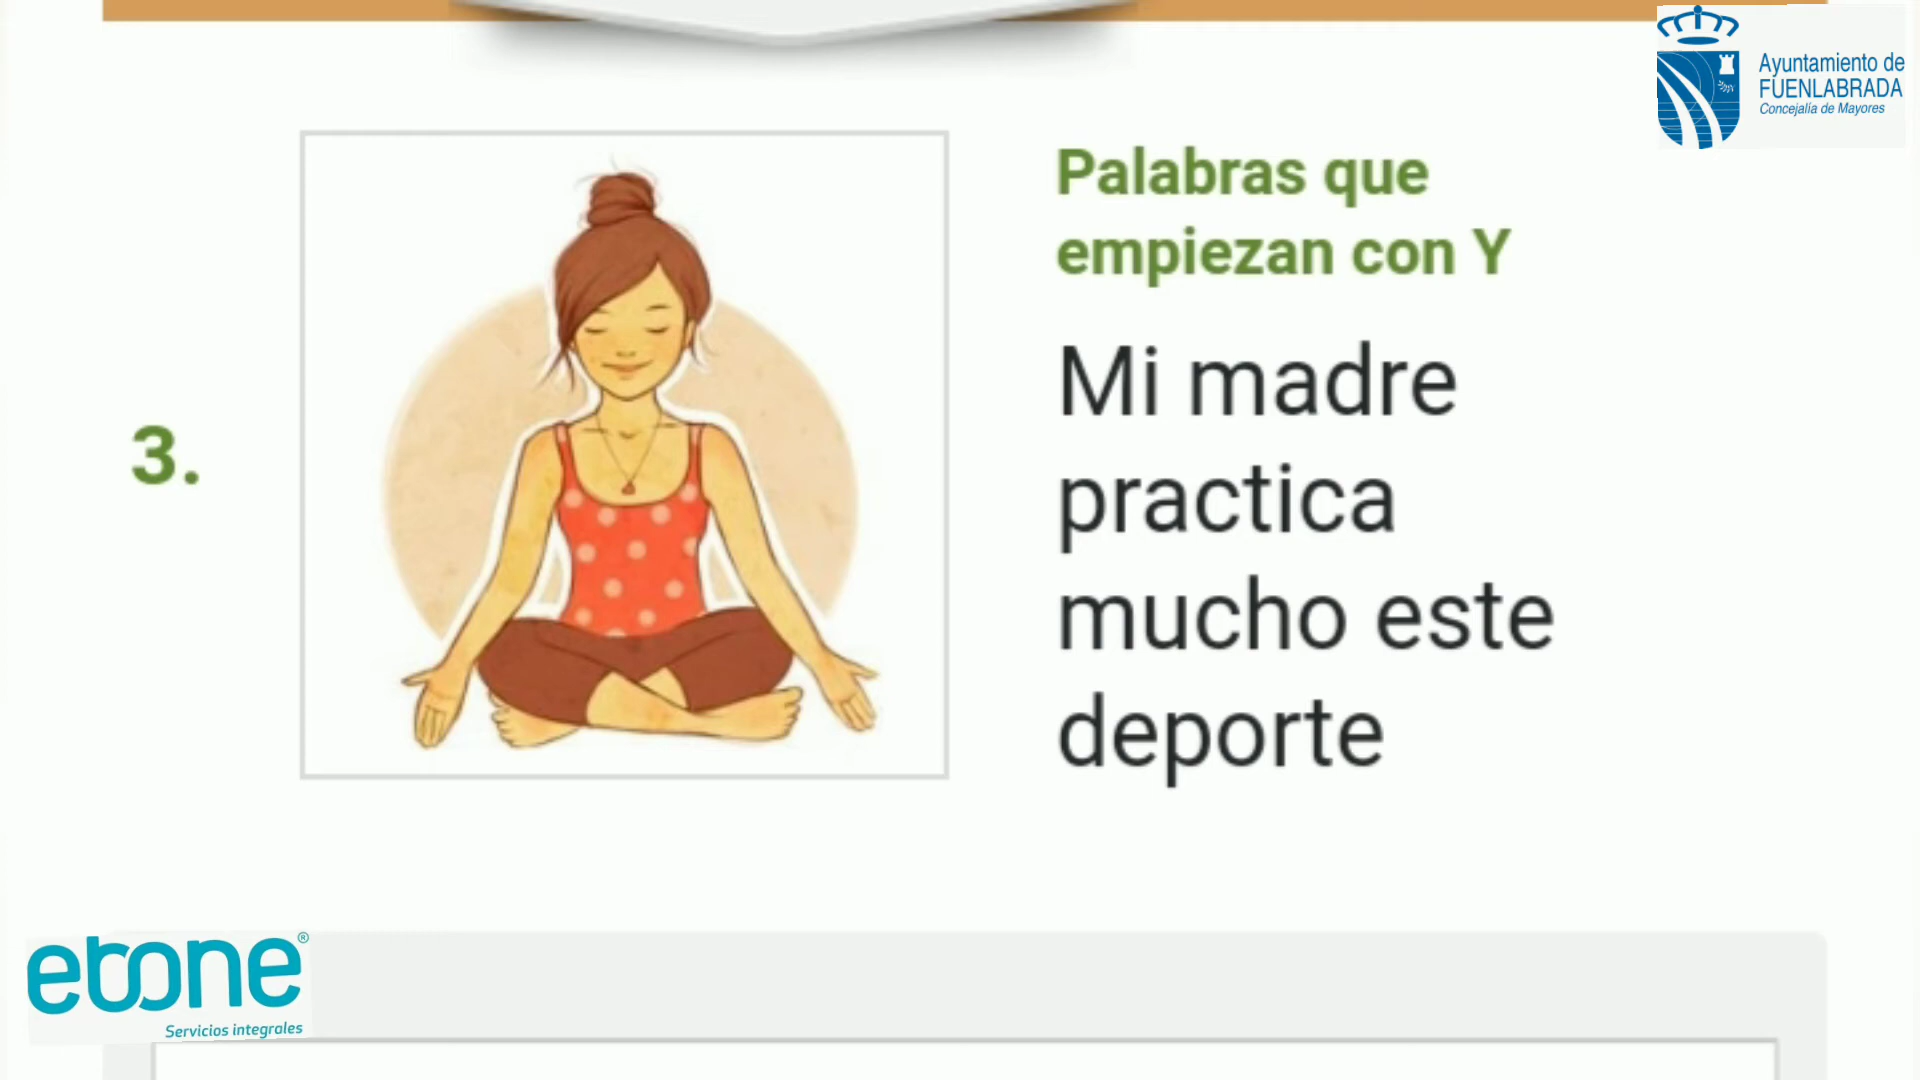 Ayuntamiento de
FUENLABRADA
Concejalía de Mayores
Palabras que
empiezan con Y
3.
Mi madre
practica
mucho este
deporte
ebone®
Servicios integrales